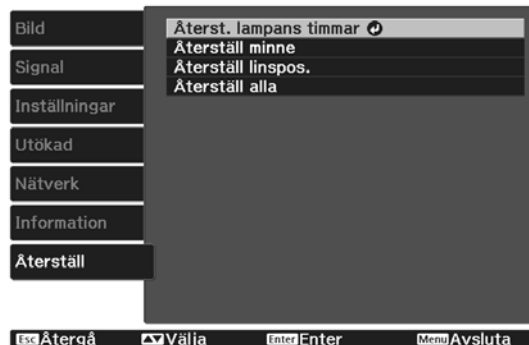 Bild
Signal
Inställningar
Utökad
Nätverk
Information
Återställ
Återst. lampans timmar
Återställ minne
Återställ linspos.
Återställ alla
Esc Återgå Välja Enter Enter Menu Avsluta